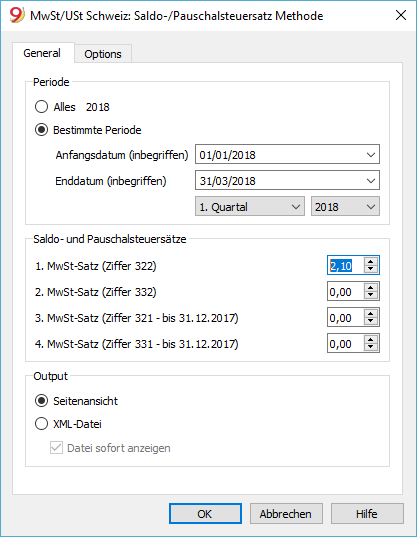 MwSt/USt Schweiz: Saldo-/Pauschalsteuersatz Methode
General Options
Periode
Alles 2018
Bestimmte Periode
Anfangsdatum (inbegriffen) 01/01/2018
Enddatum (inbegriffen) 31/03/2018
1. Quartal 2018
Saldo- und Pauschalsteuersätze
1. MwSt-Satz (Ziffer 322) 2,10
2. MwSt-Satz (Ziffer 332) 0,00
3. MwSt-Satz (Ziffer 321 - bis 31.12.2017) 0,00
4. MwSt-Satz (Ziffer 331 - bis 31.12.2017) 0,00
Output
Seitenansicht
XML-Datei
Datei sofort anzeigen
OK Abbrechen Hilfe